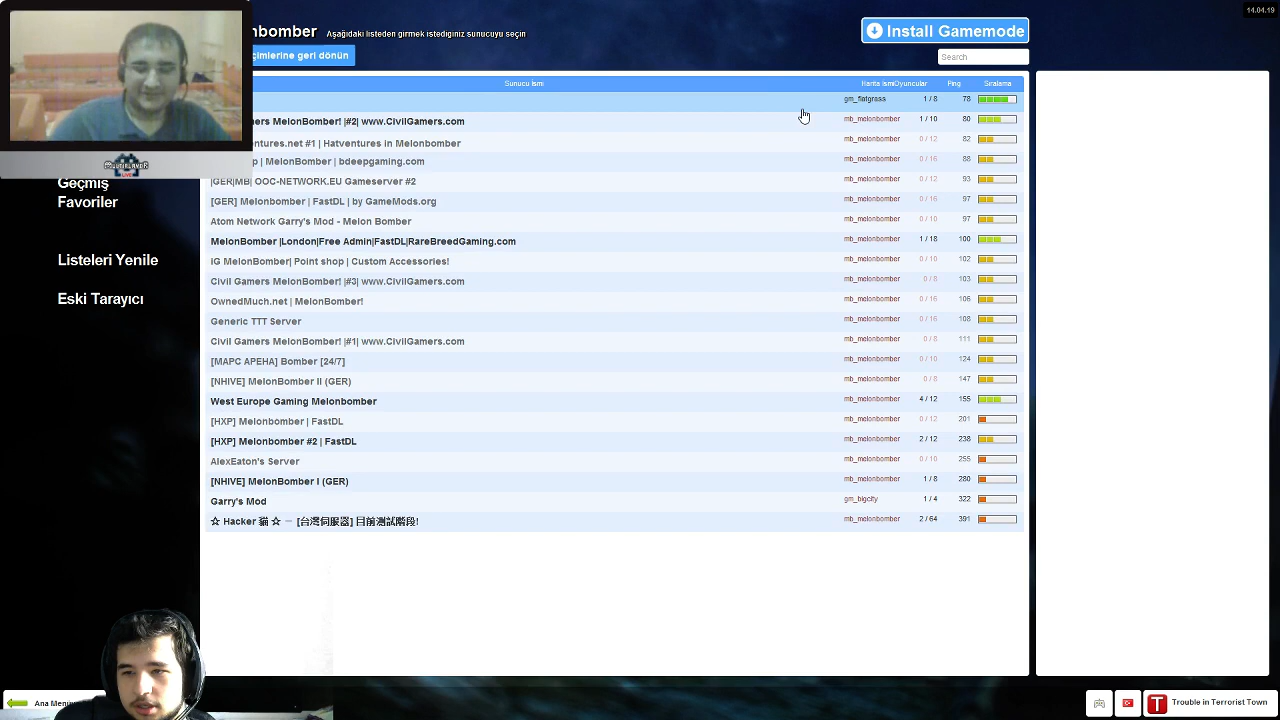 14.04.19
nbomber Aşağıdaki listeden girmek istediğiniz sunucuyu seçin
Install Gamemode
çimlerine geri dönün
Search
Sunucu İsmi Harita İsmi Oyuncular Ping Sıralama
gm_flatgrass 1 / 8 78
mers MelonBomber! |#2| www.CivilGamers.com mb_melonbomber 1 / 10 80
entures.net #1 | Hatventures in Melonbomber mb_melonbomber 0 / 12 82
p | MelonBomber | bdeepgaming.com mb_melonbomber 0 / 16 88
|GER|MB| OOC-NETWORK.EU Gameserver #2 mb_melonbomber 0 / 12 93
[GER] Melonbomber | FastDL | by GameMods.org mb_melonbomber 0 / 16 97
Atom Network Garry's Mod - Melon Bomber mb_melonbomber 0 / 10 97
MelonBomber |London|Free Admin|FastDL|RareBreedGaming.com mb_melonbomber 1 / 18 100
iG MelonBomber| Point shop | Custom Accessories! mb_melonbomber 0 / 10 102
Civil Gamers MelonBomber! |#3| www.CivilGamers.com mb_melonbomber 0 / 8 103
OwnedMuch.net | MelonBomber! mb_melonbomber 0 / 16 106
Generic TTT Server mb_melonbomber 0 / 16 108
Civil Gamers MelonBomber! |#1| www.CivilGamers.com mb_melonbomber 0 / 8 111
[МАРС АРЕНА] Bomber [24/7] mb_melonbomber 0 / 10 124
[NHIVE] MelonBomber II (GER) mb_melonbomber 0 / 8 147
West Europe Gaming Melonbomber mb_melonbomber 4 / 12 155
[HXP] Melonbomber | FastDL mb_melonbomber 0 / 12 201
[HXP] Melonbomber #2 | FastDL mb_melonbomber 2 / 12 238
AlexEaton's Server mb_melonbomber 0 / 10 255
[NHIVE] MelonBomber I (GER) mb_melonbomber 1 / 8 280
Garry's Mod gm_bigcity 1 / 4 322
☆ Hacker 貓 ☆ － [台灣伺服器] 目前測試階段! mb_melonbomber 2 / 64 391
MULTIPLAYER
LIVE
Geçmiş
Favoriler
Listeleri Yenile
Eski Tarayıcı
Ana Menü
Trouble in Terrorist Town